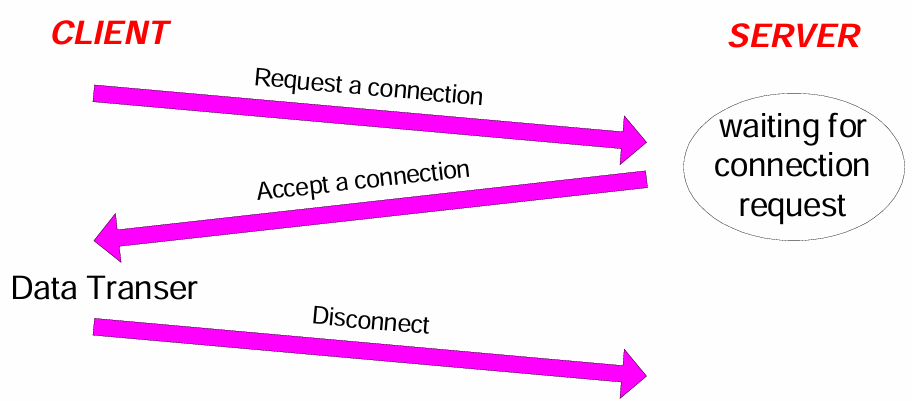 CLIENT
SERVER
Request a connection
waiting for
connection
request
Accept a connection
Data Transer
Disconnect